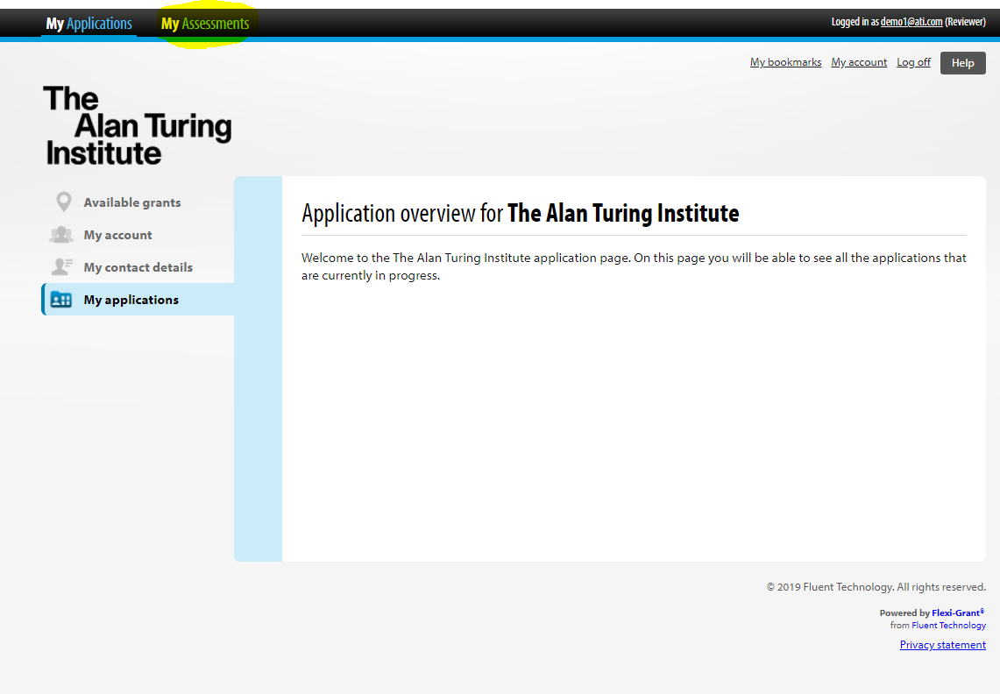 My Applications My Assessments Logged in as demo1@ati.com (Reviewer)
My bookmarks My account Log off Help
The
Alan Turing
Institute
Available grants
My account
My contact details
My applications
Application overview for The Alan Turing Institute
Welcome to the The Alan Turing Institute application page. On this page you will be able to see all the applications that
are currently in progress.
© 2019 Fluent Technology. All rights reserved.
Powered by Flexi-Grant®
from Fluent Technology
Privacy statement